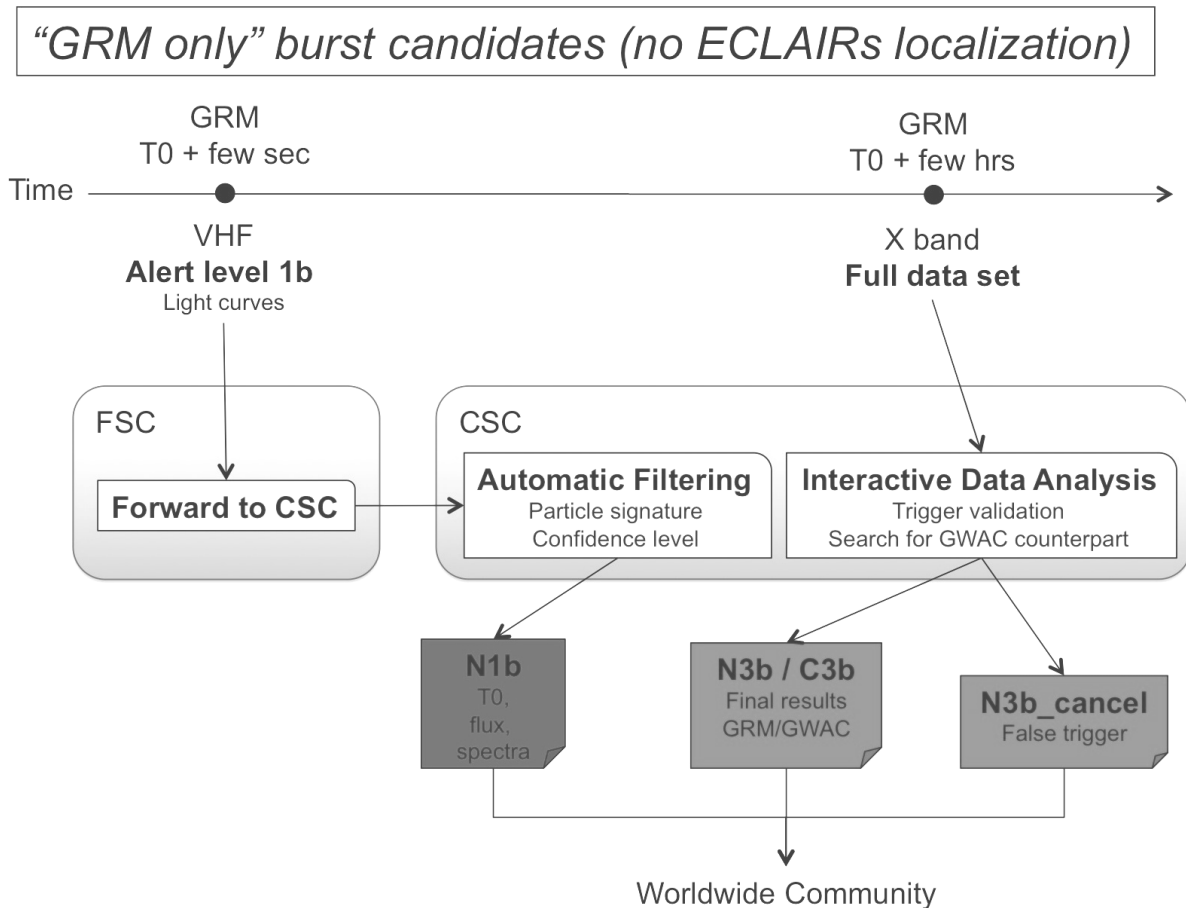 “GRM only” burst candidates (no ECLAIRs localization)
GRM
T0 + few sec
GRM
T0 + few hrs
Time
VHF
Alert level 1b
Light curves
X band
Full data set
FSC
Forward to CSC
CSC
Automatic Filtering
Particle signature
Confidence level
Interactive Data Analysis
Trigger validation
Search for GWAC counterpart
N1b
T0,
flux,
spectra
N3b / C3b
Final results
GRM/GWAC
N3b_cancel
False trigger
Worldwide Community